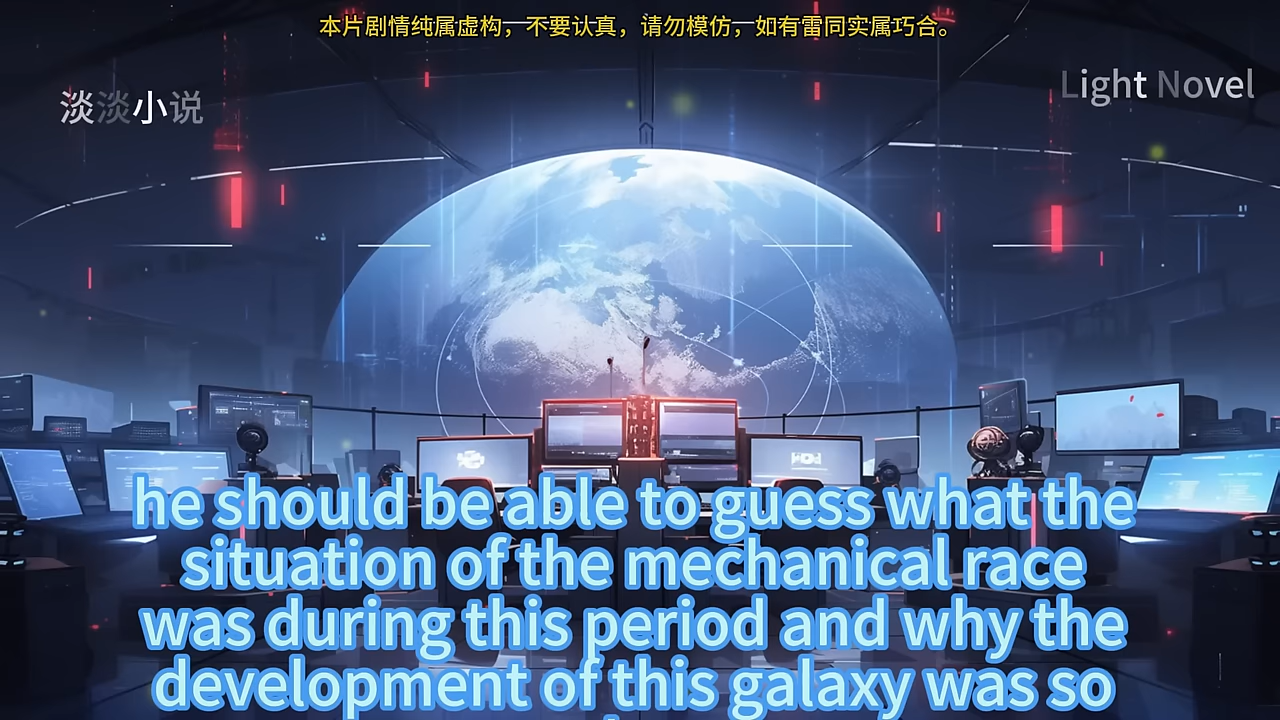 本片剧情纯属虚构，不要认真，请勿模仿，如有雷同实属巧合。
淡淡小说
Light Novel
he should be able to guess what the
situation of the mechanical race
was during this period and why the
development of this galaxy was so